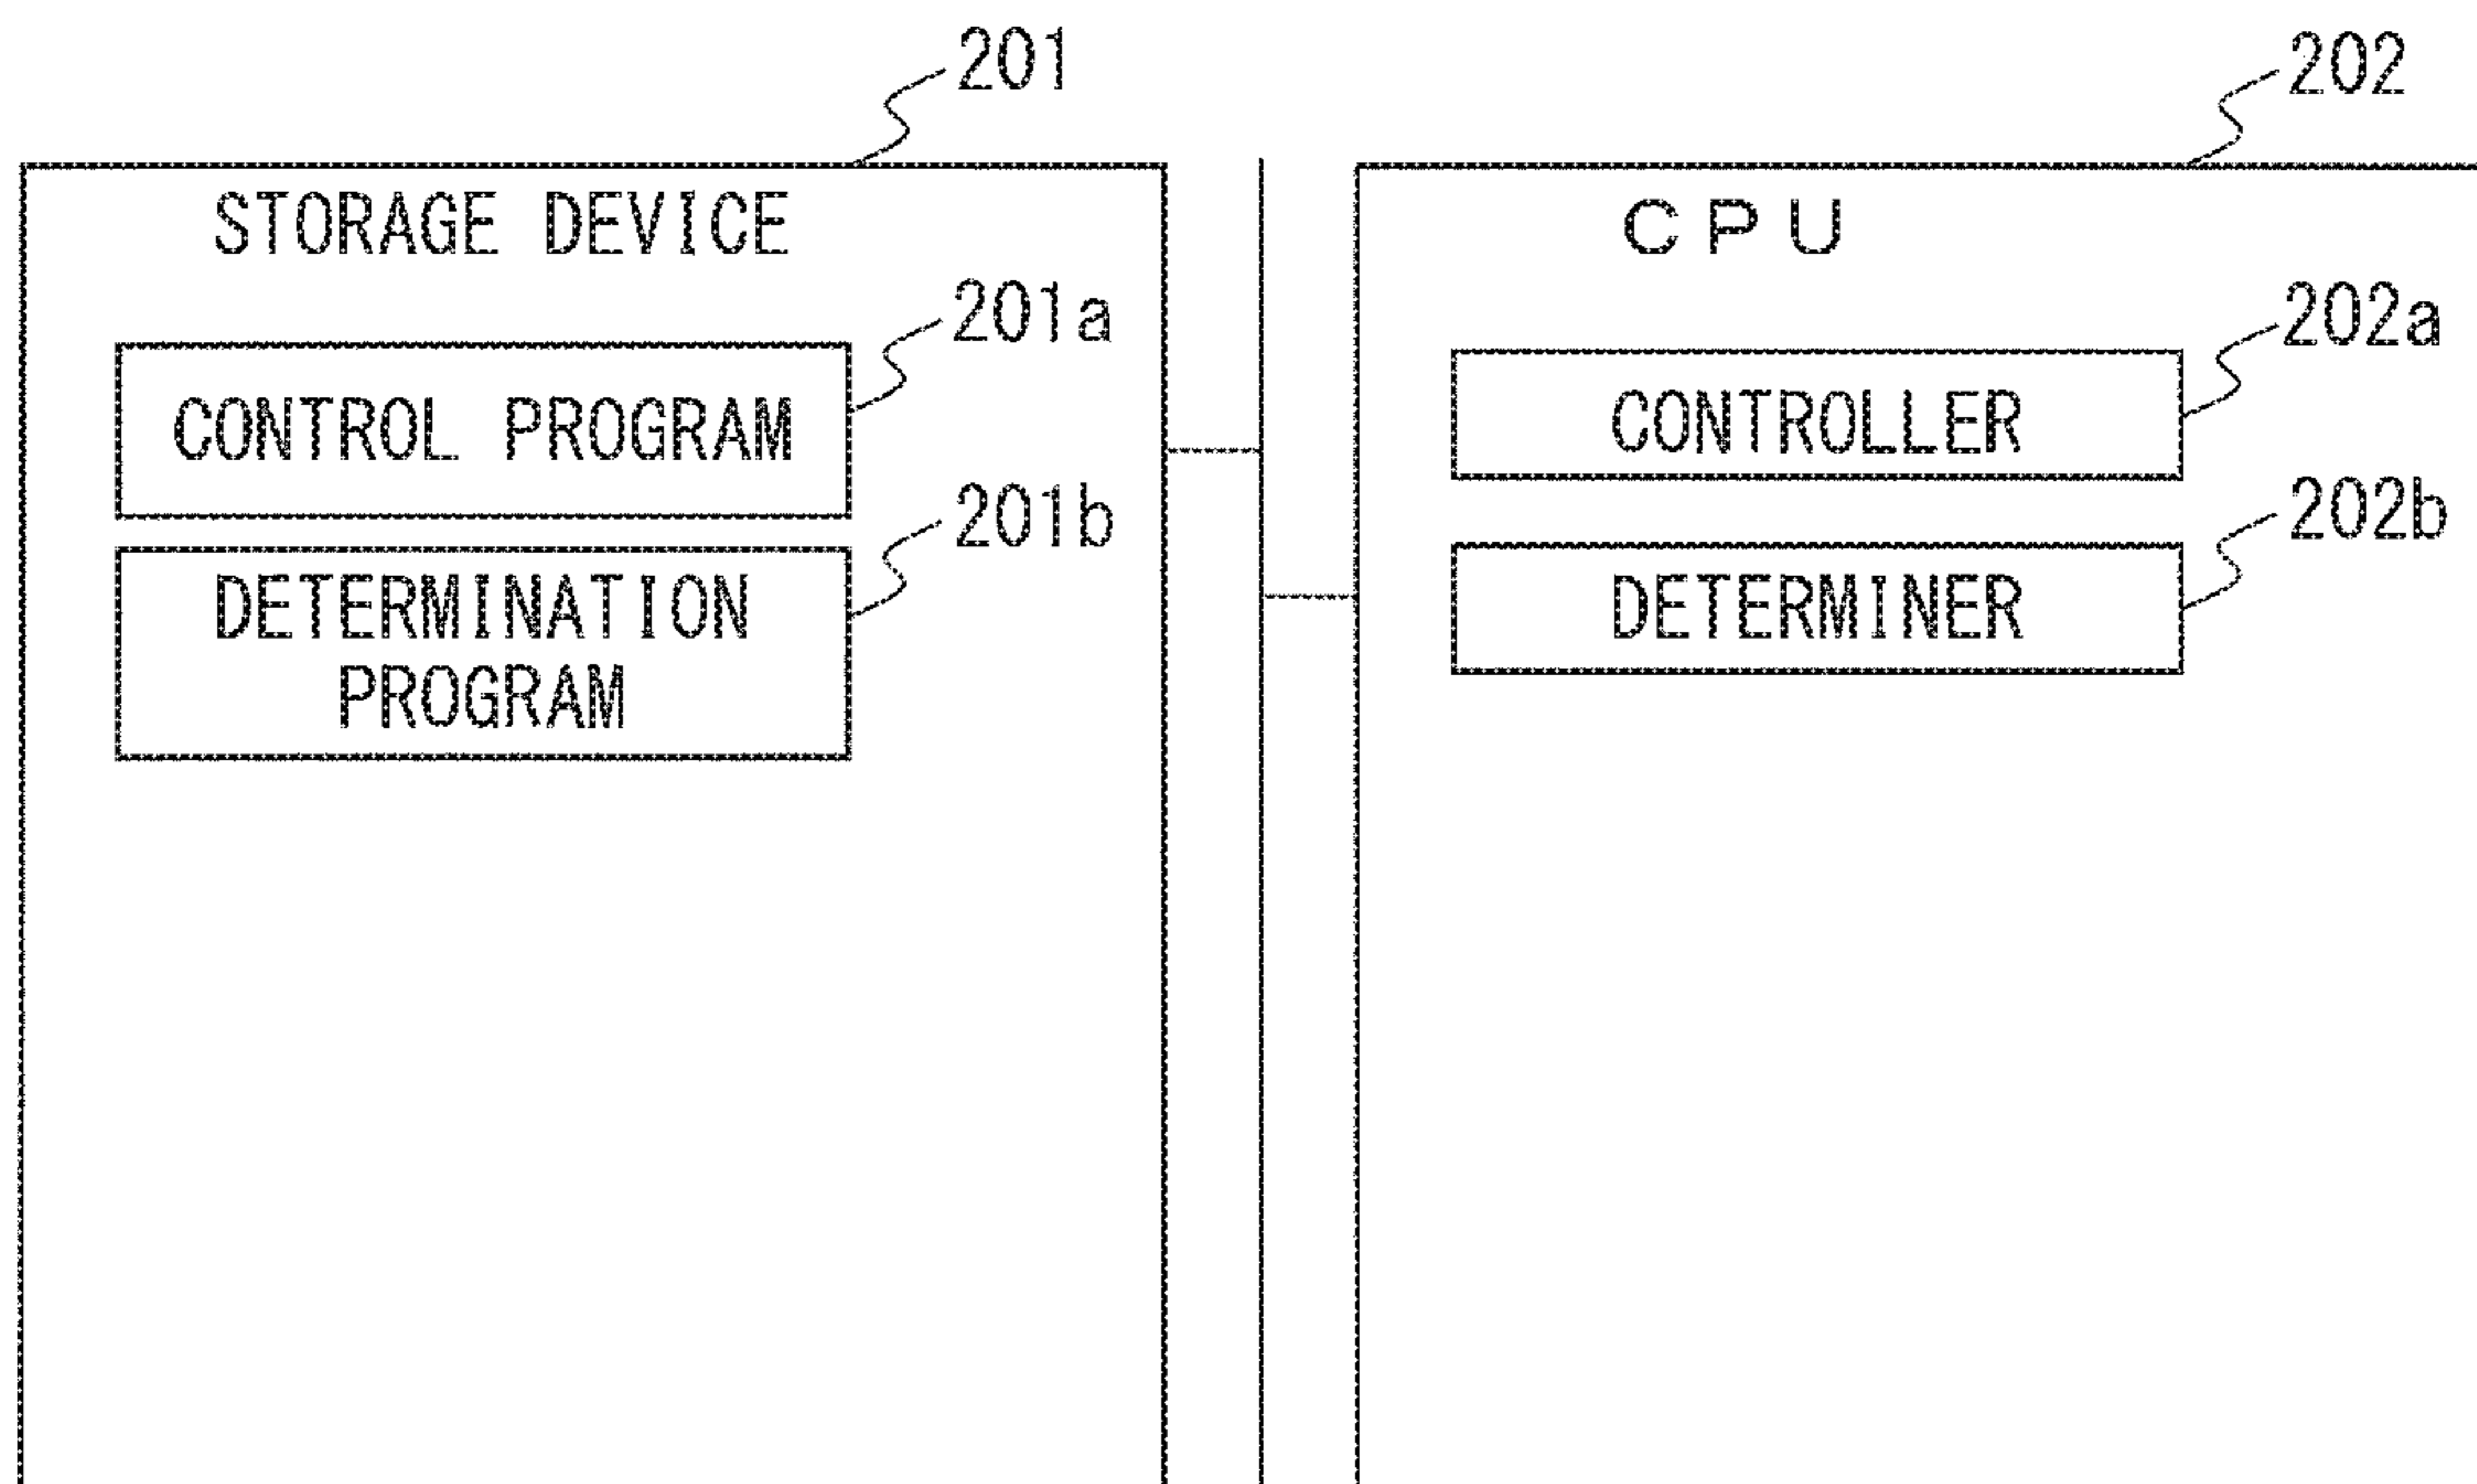 201
STORAGE DEVICE
201a
CONTROL PROGRAM
201b
DETERMINATION
PROGRAM
202
CPU
202a
CONTROLLER
202b
DETERMINER